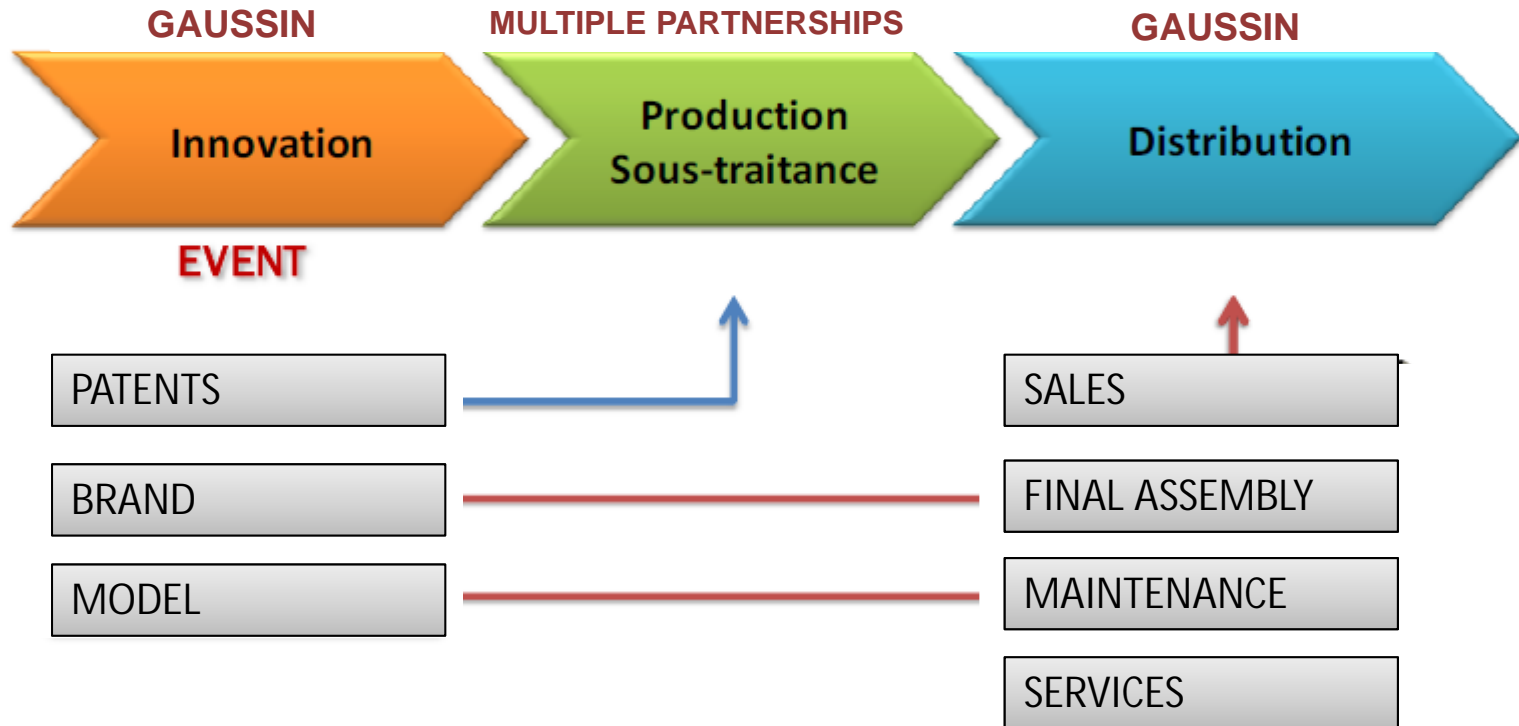 GAUSSIN
MULTIPLE PARTNERSHIPS
GAUSSIN
Innovation
Production
Sous-traitance
Distribution
EVENT
PATENTS
SALES
BRAND
FINAL ASSEMBLY
MODEL
MAINTENANCE
SERVICES